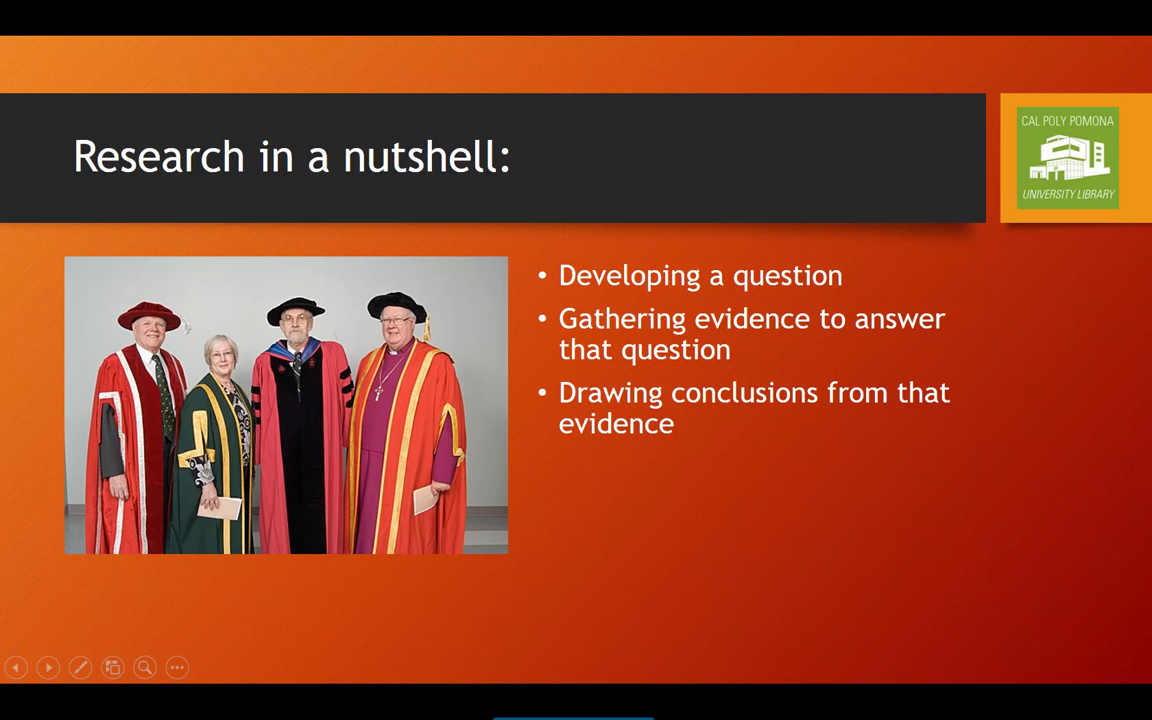 Research in a nutshell:
CAL POLY POMONA
UNIVERSITY LIBRARY
• Developing a question
• Gathering evidence to answer
that question
• Drawing conclusions from that
evidence